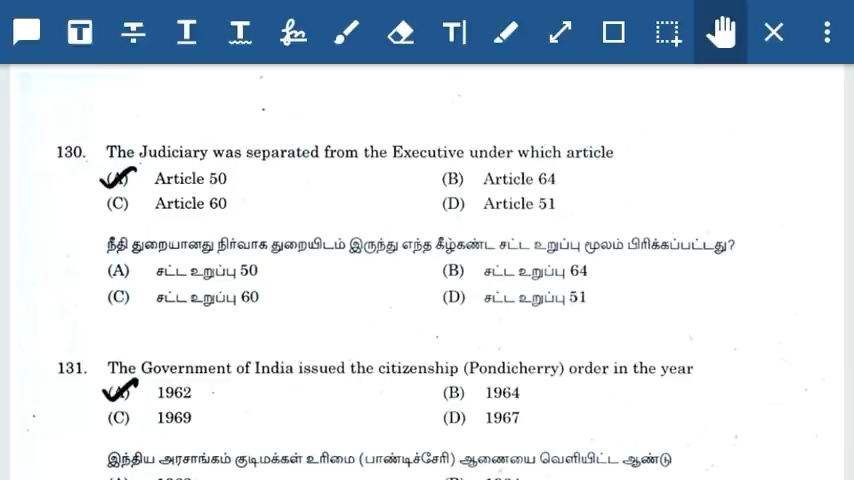 130. The Judiciary was separated from the Executive under which article
(A) Article 50 (B) Article 64
(C) Article 60 (D) Article 51
நீதி துறையானது நிர்வாக துறையிடம் இருந்து எந்த கீழ்கண்ட சட்ட உறுப்பு மூலம் பிரிக்கப்பட்டது?
(A) சட்ட உறுப்பு 50 (B) சட்ட உறுப்பு 64
(C) சட்ட உறுப்பு 60 (D) சட்ட உறுப்பு 51
131. The Government of India issued the citizenship (Pondicherry) order in the year
(A) 1962 (B) 1964
(C) 1969 (D) 1967
இந்திய அரசாங்கம் குடிமக்கள் உரிமை (பாண்டிச்சேரி) ஆணையை வெளியிட்ட ஆண்டு